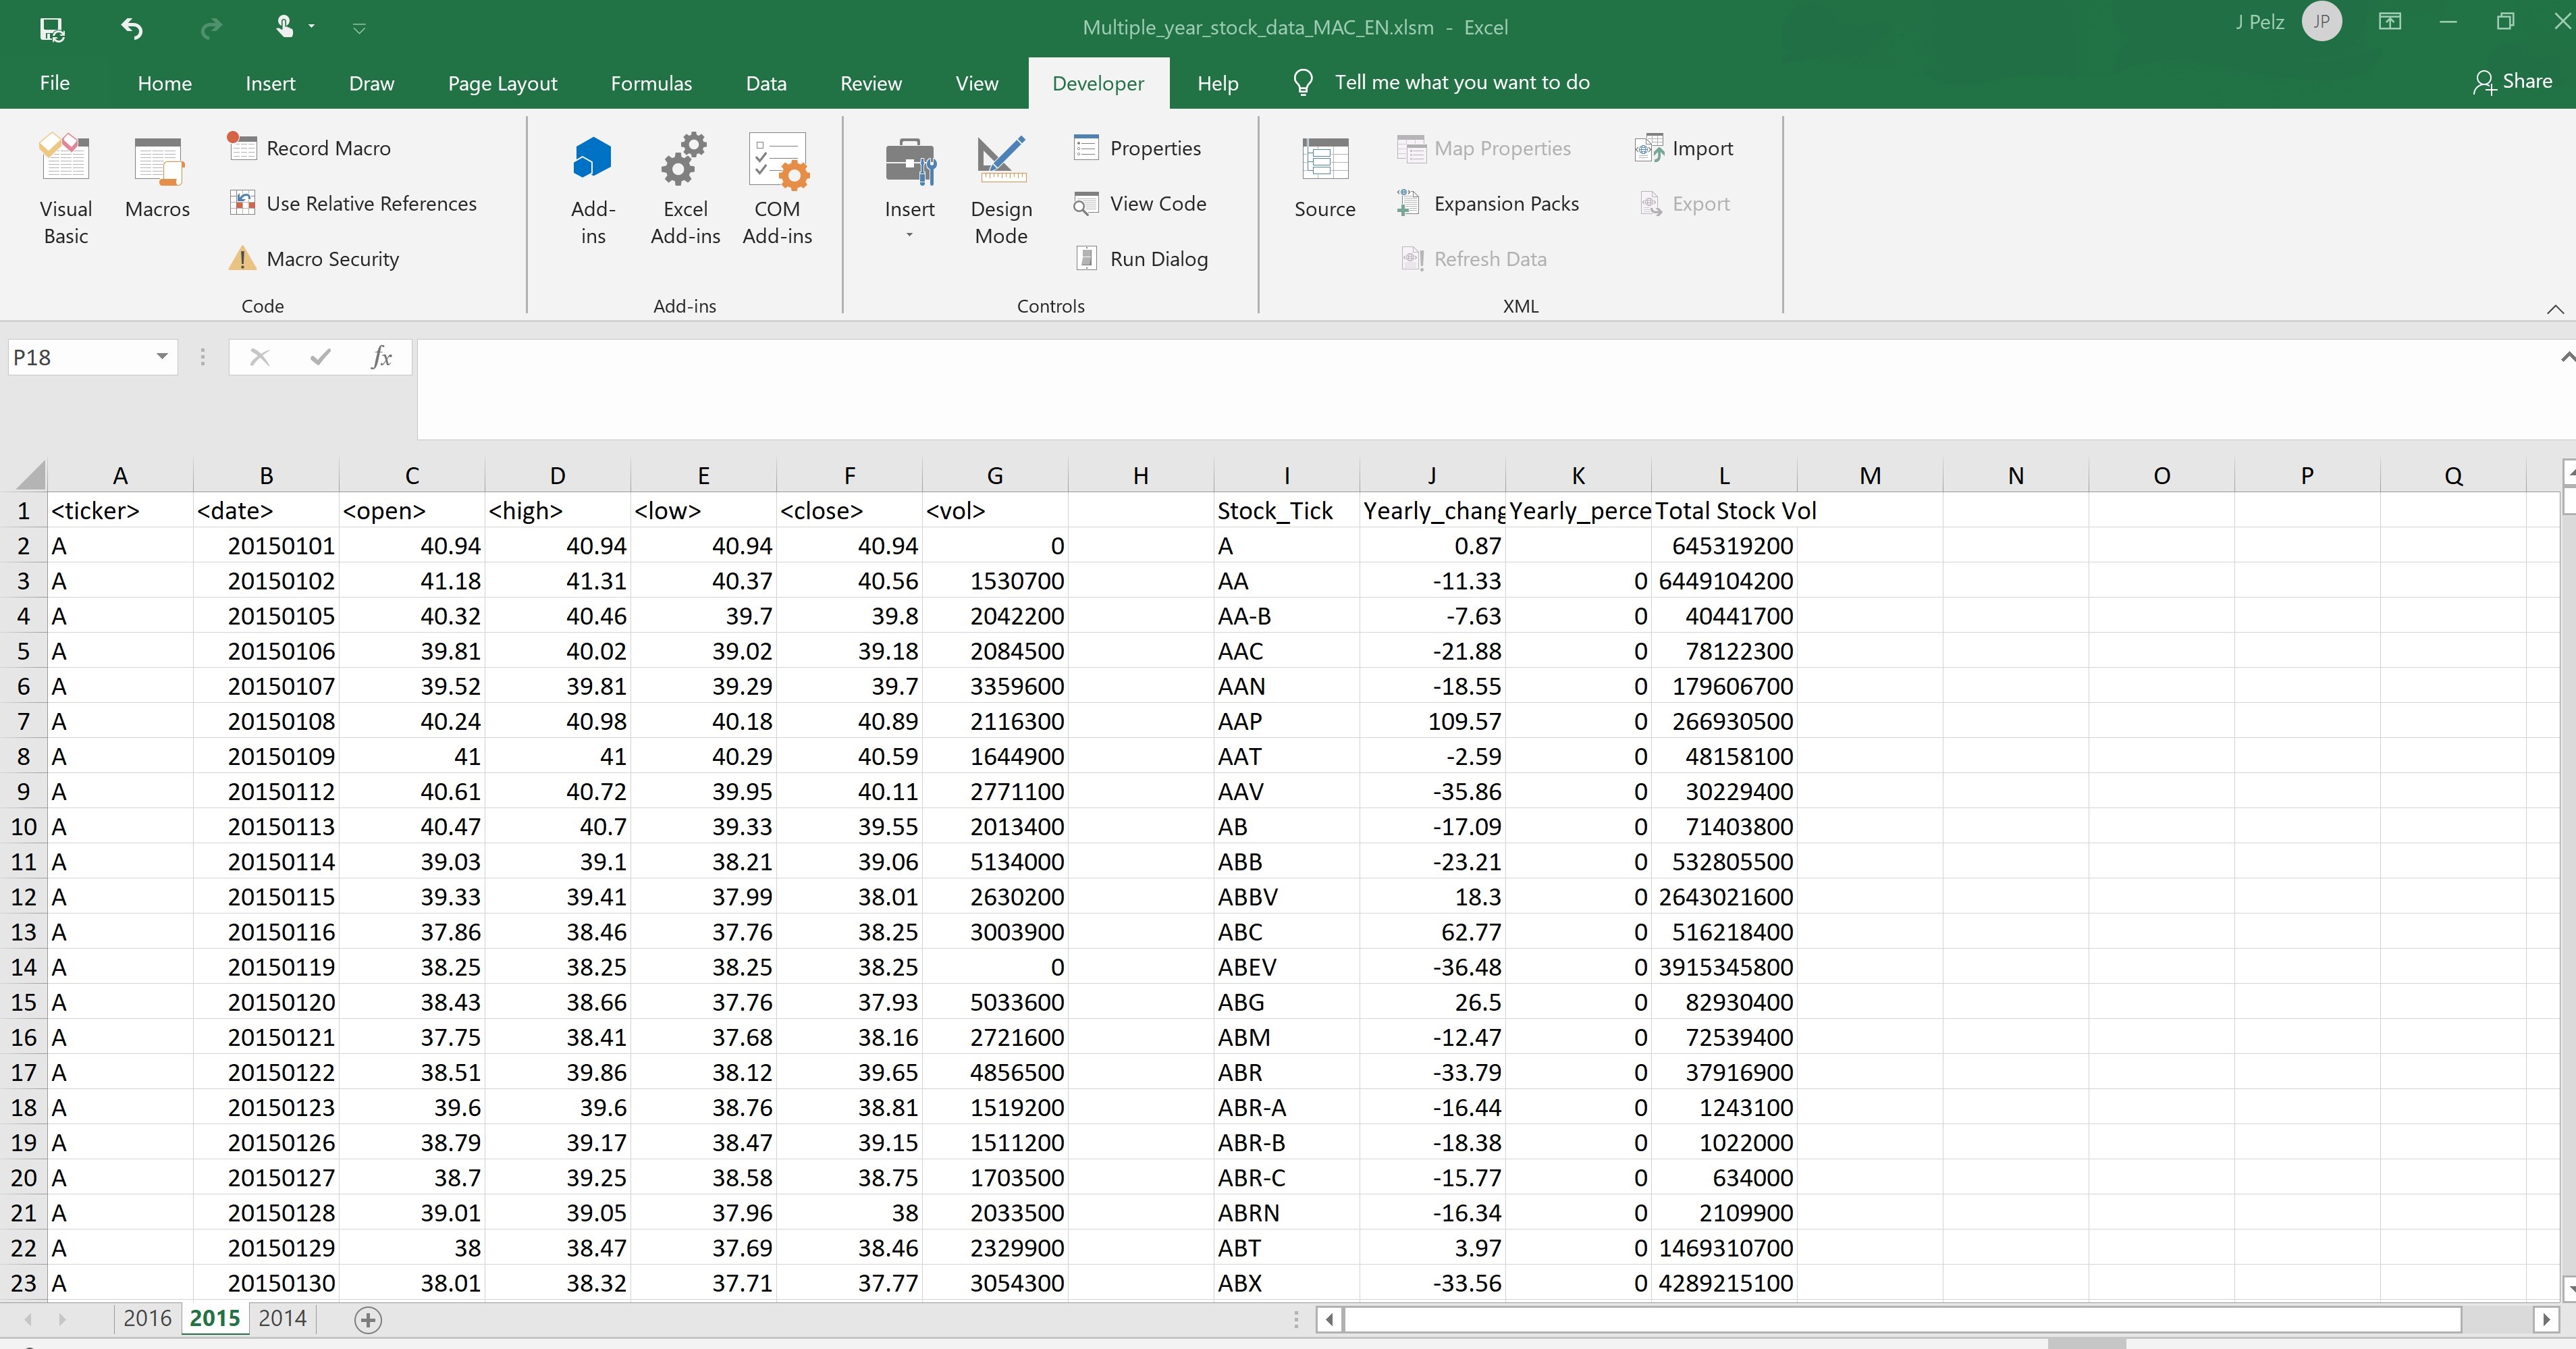 Multiple_year_stock_data_MAC_EN.xlsm - Excel
J Pelz JP
File Home Insert Draw Page Layout Formulas Data Review View Developer Help Tell me what you want to do Share
Visual Basic
Macros
Record Macro
Use Relative References
Macro Security
Code
Add-ins
Excel Add-ins
COM Add-ins
Add-ins
Insert
Design Mode
Properties
View Code
Run Dialog
Controls
Source
Map Properties
Expansion Packs
Refresh Data
Import
Export
XML
P18 fx
A B C D E F G H I J K L M N O P Q
1 <ticker> <date> <open> <high> <low> <close> <vol> Stock_Tick Yearly_chang Yearly_perce Total Stock Vol
2 A 20150101 40.94 40.94 40.94 40.94 0 A 0.87 645319200
3 A 20150102 41.18 41.31 40.37 40.56 1530700 AA -11.33 0 6449104200
4 A 20150105 40.32 40.46 39.7 39.8 2042200 AA-B -7.63 0 40441700
5 A 20150106 39.81 40.02 39.02 39.18 2084500 AAC -21.88 0 78122300
6 A 20150107 39.52 39.81 39.29 39.7 3359600 AAN -18.55 0 179606700
7 A 20150108 40.24 40.98 40.18 40.89 2116300 AAP 109.57 0 266930500
8 A 20150109 41 41 40.29 40.59 1644900 AAT -2.59 0 48158100
9 A 20150112 40.61 40.72 39.95 40.11 2771100 AAV -35.86 0 30229400
10 A 20150113 40.47 40.7 39.33 39.55 2013400 AB -17.09 0 71403800
11 A 20150114 39.03 39.1 38.21 39.06 5134000 ABB -23.21 0 532805500
12 A 20150115 39.33 39.41 37.99 38.01 2630200 ABBV 18.3 0 2643021600
13 A 20150116 37.86 38.46 37.76 38.25 3003900 ABC 62.77 0 516218400
14 A 20150119 38.25 38.25 38.25 38.25 0 ABEV -36.48 0 3915345800
15 A 20150120 38.43 38.66 37.76 37.93 5033600 ABG 26.5 0 82930400
16 A 20150121 37.75 38.41 37.68 38.16 2721600 ABM -12.47 0 72539400
17 A 20150122 38.51 39.86 38.12 39.65 4856500 ABR -33.79 0 37916900
18 A 20150123 39.6 39.6 38.76 38.81 1519200 ABR-A -16.44 0 1243100
19 A 20150126 38.79 39.17 38.47 39.15 1511200 ABR-B -18.38 0 1022000
20 A 20150127 38.7 39.25 38.58 38.75 1703500 ABR-C -15.77 0 634000
21 A 20150128 39.01 39.05 37.96 38 2033500 ABRN -16.34 0 2109900
22 A 20150129 38 38.47 37.69 38.46 2329900 ABT 3.97 0 1469310700
23 A 20150130 38.01 38.32 37.71 37.77 3054300 ABX -33.56 0 4289215100
2016 2015 2014